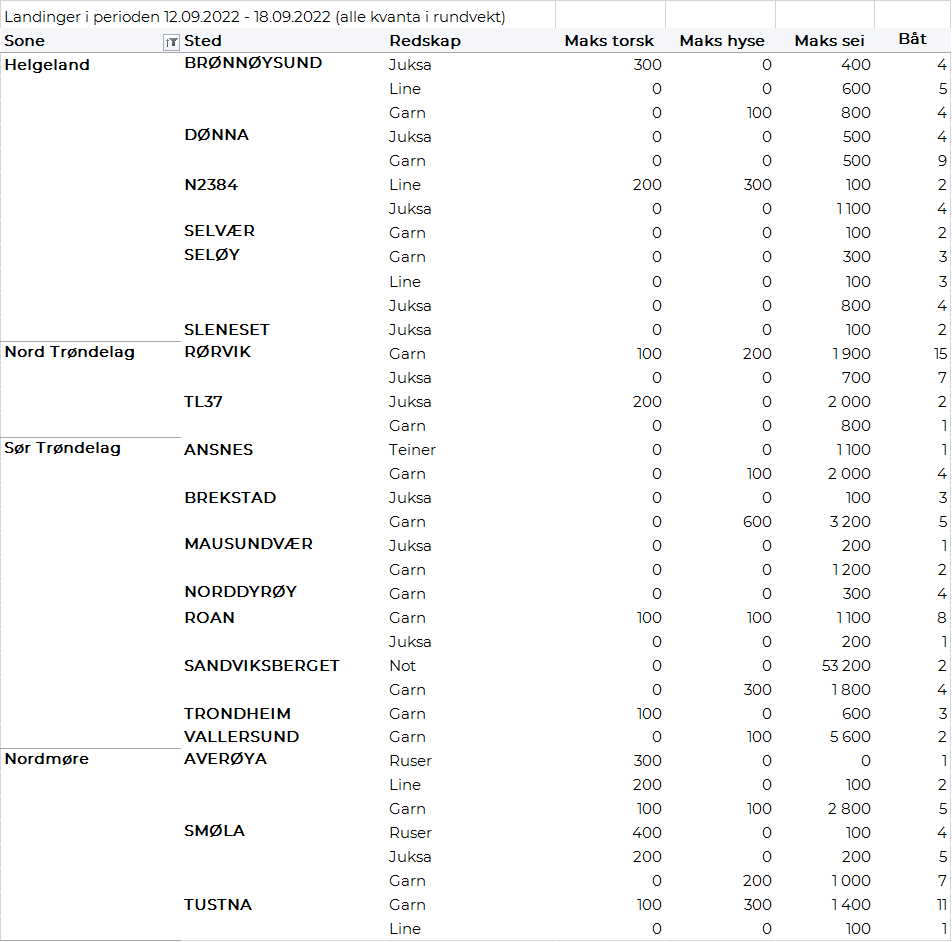 Landinger i perioden 12.09.2022 - 18.09.2022 (alle kvanta i rundvekt)
Sone Sted Redskap Maks torsk Maks hyse Maks sei Båt
Helgeland BRØNNØYSUND Juksa 300 0 400 4
Line 0 0 600 5
Garn 0 100 800 4
DØNNA Juksa 0 0 500 4
Garn 0 0 500 9
N2384 Line 200 300 100 2
Juksa 0 0 1 100 4
SELVÆR Garn 0 0 100 2
SELØY Garn 0 0 300 3
Line 0 0 100 3
Juksa 0 0 800 4
SLENESET Juksa 0 0 100 2
Nord Trøndelag RØRVIK Garn 100 200 1 900 15
Juksa 0 0 700 7
TL37 Juksa 200 0 2 000 2
Garn 0 0 800 1
Sør Trøndelag ANSNES Teiner 0 0 1 100 1
Garn 0 100 2 000 4
BREKSTAD Juksa 0 0 100 3
Garn 0 600 3 200 5
MAUSUNDVÆR Juksa 0 0 200 1
Garn 0 0 1 200 2
NORDDYRØY Garn 0 0 300 4
ROAN Garn 100 100 1 100 8
Juksa 0 0 200 1
SANDVIKSBERGET Not 0 0 53 200 2
Garn 0 300 1 800 4
TRONDHEIM Garn 100 0 600 3
VALLERSUND Garn 0 100 5 600 2
Nordmøre AVERØYA Ruser 300 0 0 1
Line 200 0 100 2
Garn 100 100 2 800 5
SMØLA Ruser 400 0 100 4
Juksa 200 0 200 5
Garn 0 200 1 000 7
TUSTNA Garn 100 300 1 400 11
Line 0 0 100 1